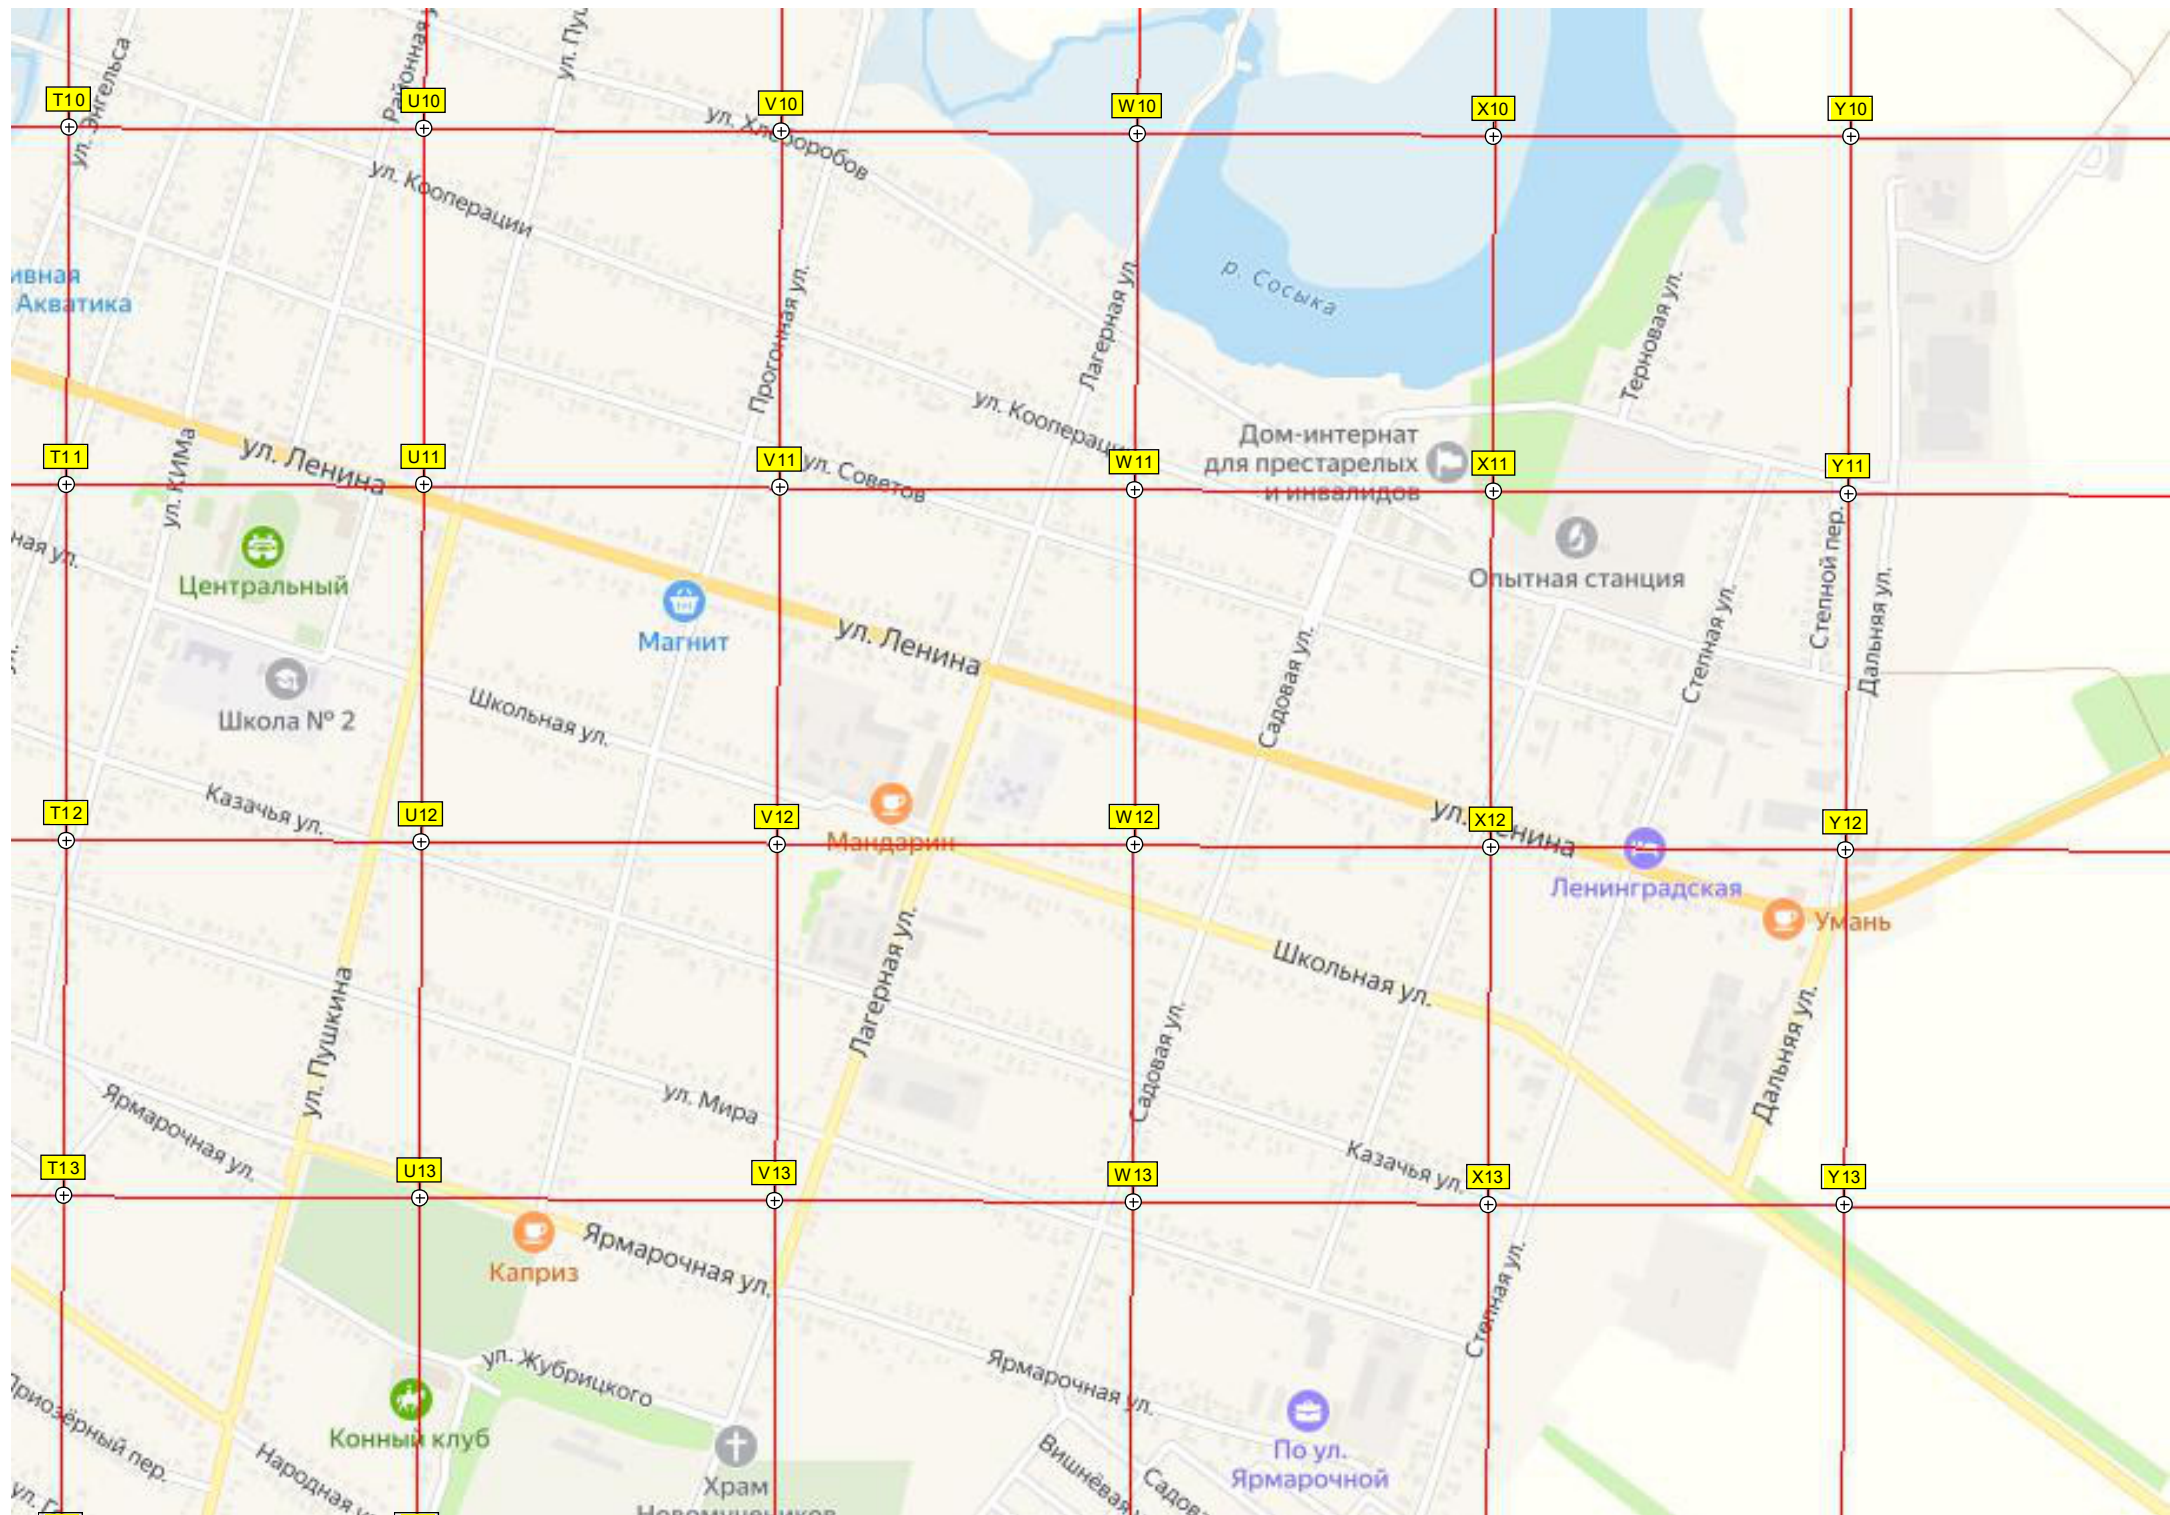 ул. Энгельса
Районная у
ул. Пуш
T10
U10
V10
W10
X10
Y10
ул. Хлеборобов
ул. Кооперации
ивная
Акватика
Прогонная ул.
Лагерная ул.
р. Сосыка
Терновая ул.
ул. Кооперации
Дом-интернат
для престарелых
и инвалидов
T11
U11
V11
W11
X11
Y11
ул. КИМа
ул. Ленина
ул. Советов
ная ул.
Центральный
Магнит
ул. Ленина
Опытная станция
Степной пер.
Дальняя ул.
Степная ул.
Садовая ул.
Школа № 2
Школьная ул.
Казачья ул.
Мандарин
T12
U12
V12
W12
X12
Y12
ул. Ленина
Ленинградская
Умань
ул. Пушкина
Лагерная ул.
Школьная ул.
Садовая ул.
Дальняя ул.
Ярмарочная ул.
ул. Мира
Казачья ул.
T13
U13
V13
W13
X13
Y13
Каприз
Ярмарочная ул.
Степная ул.
ул. Жубрицкого
Ярмарочная ул.
Конный клуб
Приозёрный пер.
Народная у
Храм
Новомучеников
По ул.
Ярмарочной
Вишнёвая у
Садова